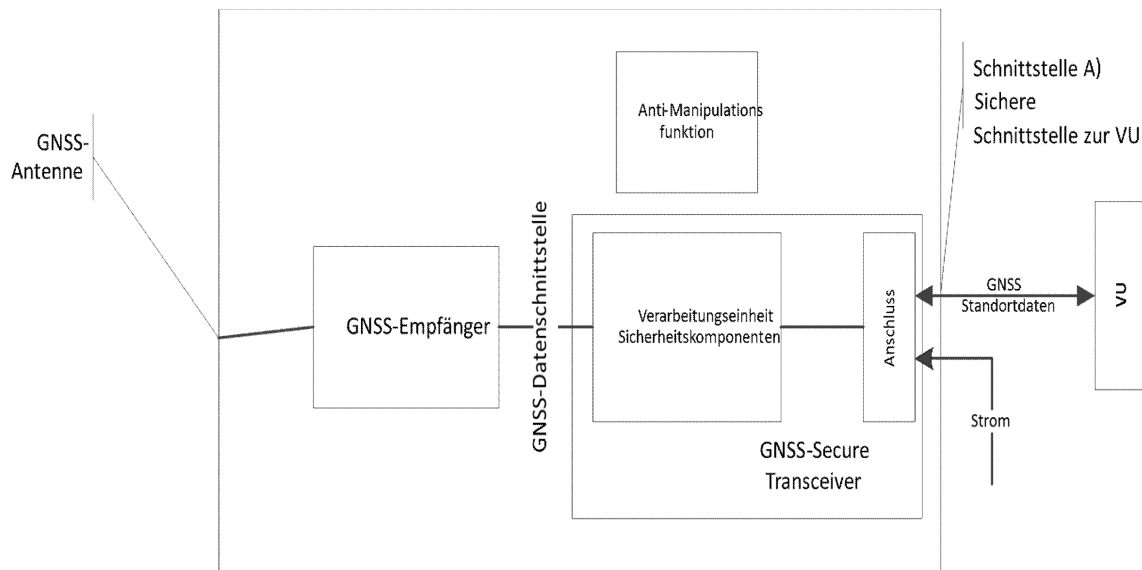 GNSS-
Antenne
Anti-Manipulations
funktion
Schnittstelle A)
Sichere
Schnittstelle zur VU
GNSS-Empfänger
GNSS-Datenschnittstelle
Verarbeitungseinheit
Sicherheitskomponenten
Anschluss
GNSS
Standortdaten
VU
Strom
GNSS-Secure
Transceiver